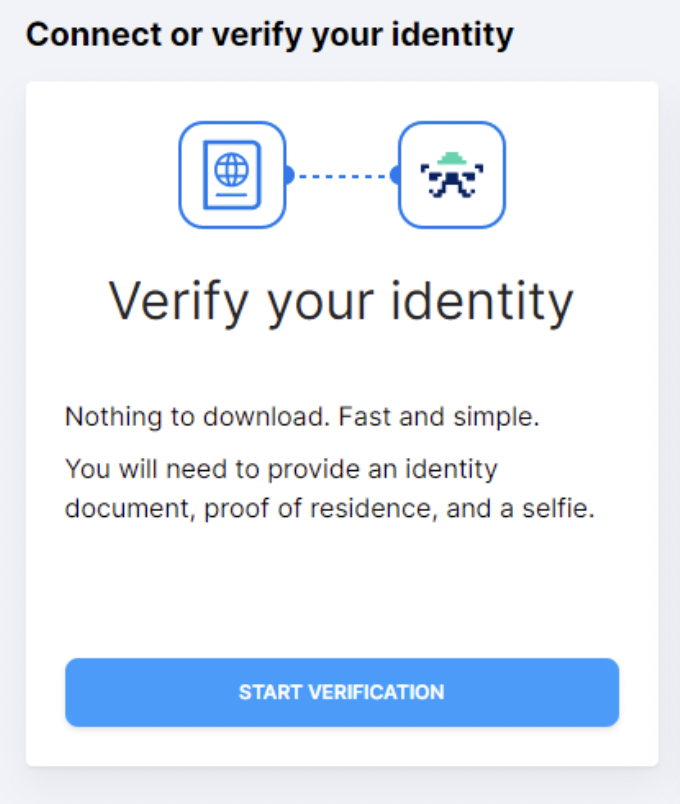 Connect or verify your identity
Verify your identity
Nothing to download. Fast and simple.
You will need to provide an identity
document, proof of residence, and a selfie.
START VERIFICATION